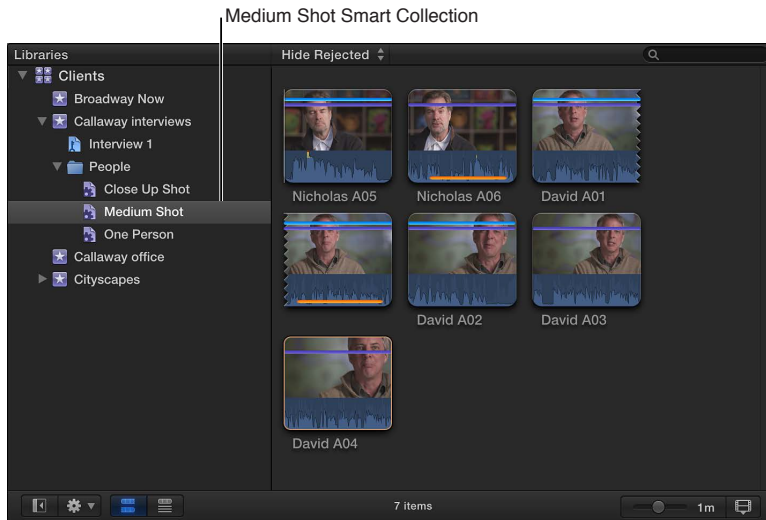 Medium Shot Smart Collection
Libraries
Hide Rejected
Clients
Broadway Now
Callaway interviews
Interview 1
People
Close Up Shot
Medium Shot
One Person
Callaway office
Cityscapes
Nicholas A05
Nicholas A06
David A01
David A02
David A03
David A04
7 items
1m